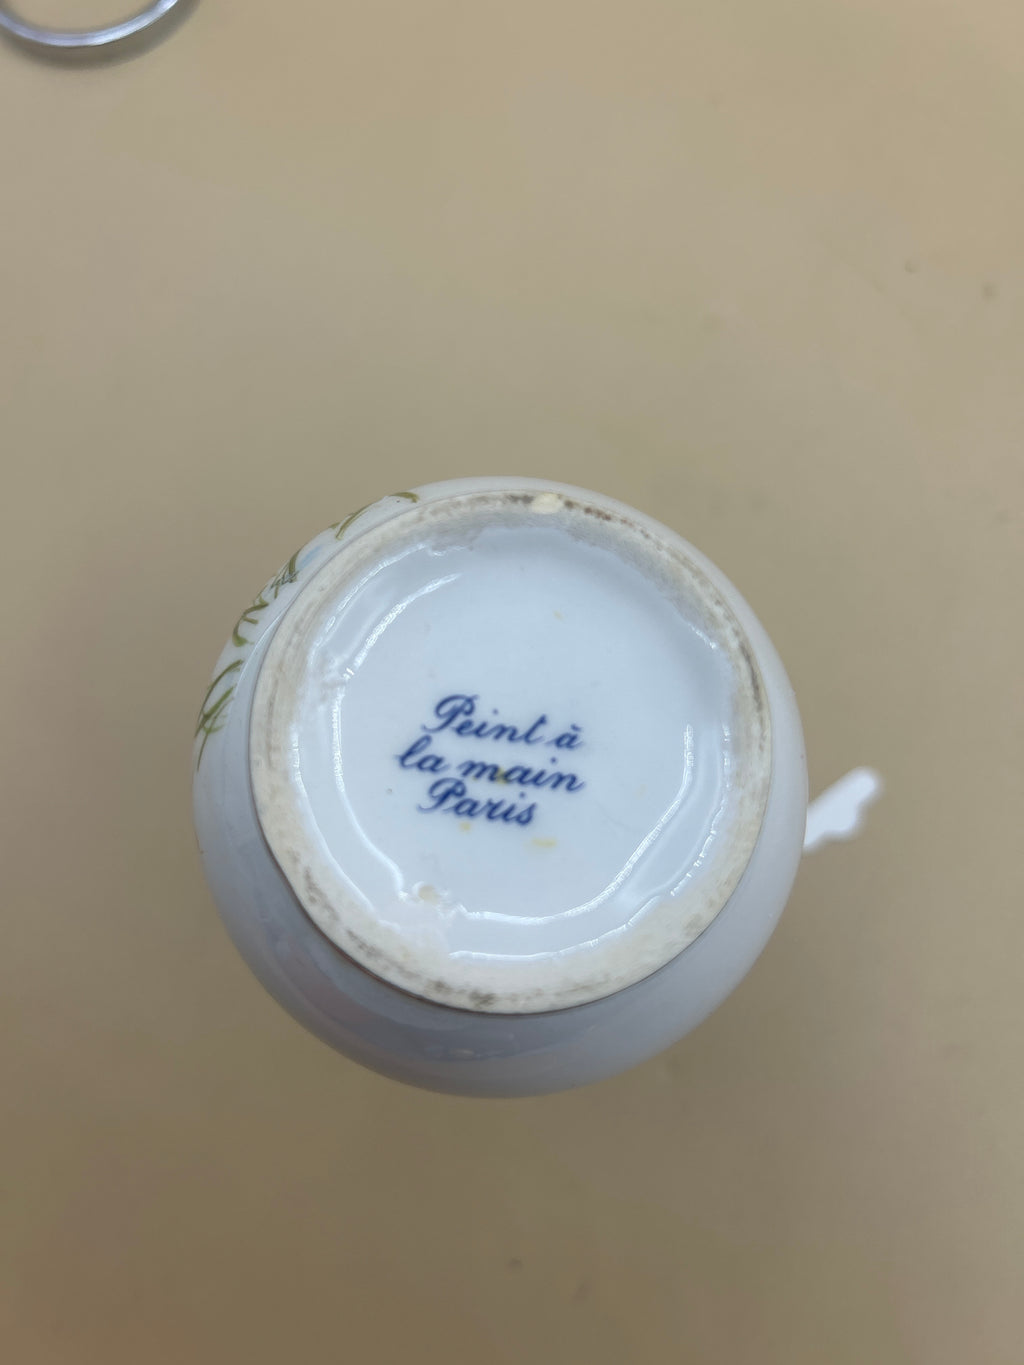 Peint à
la main
Paris